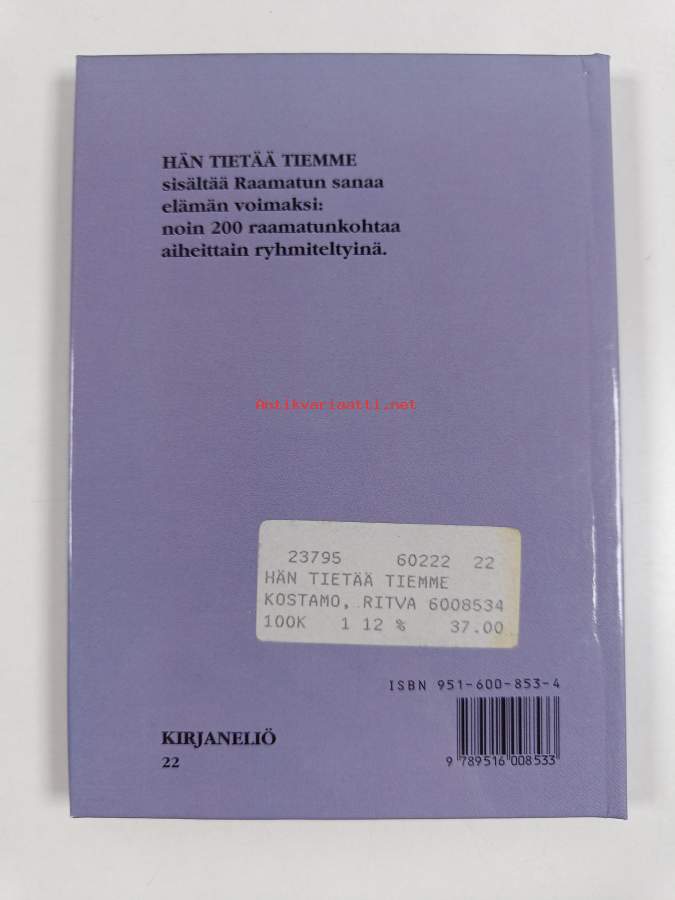 HÄN TIETÄÄ TIEMME
sisältää Raamatun sanaa
elämän voimaksi:
noin 200 raamatunkohtaa
aiheittain ryhmiteltyinä.
Antikvariaatti.net
23795 60222 22
HÄN TIETÄÄ TIEMME
KOSTAMO, RITVA 6008534
100K 1 12 % 37.00
ISBN 951-600-853-4
9 789516 008533
KIRJANELIÖ
22